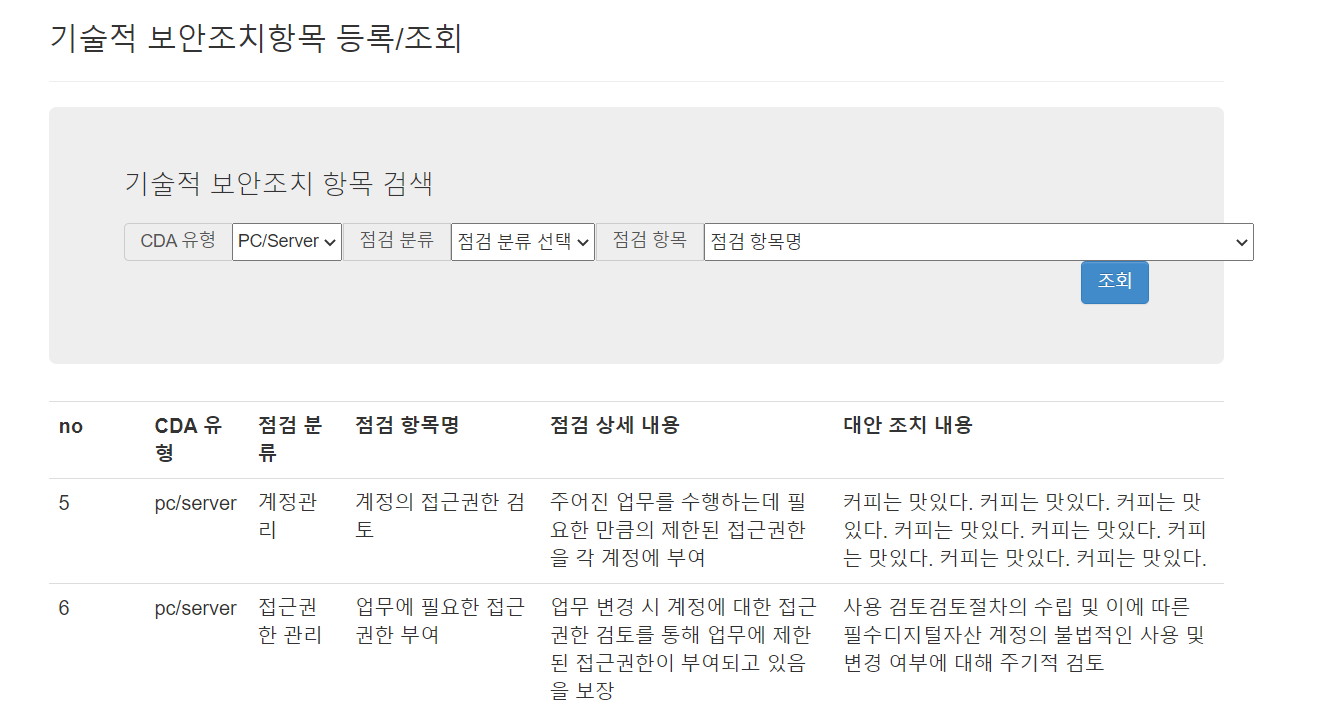 기술적 보안조치항목 등록/조회
기술적 보안조치 항목 검색
CDA 유형 PC/Server 점검 분류 점검 분류 선택 점검 항목 점검 항목명
조회
no CDA 유 점검 분 점검 항목명 점검 상세 내용 대안 조치 내용
형 류
5 pc/server 계정관 계정의 접근권한 검 주어진 업무를 수행하는데 필 커피는 맛있다. 커피는 맛있다. 커피는 맛
리 토 요한 만큼의 제한된 접근권한 있다. 커피는 맛있다. 커피는 맛있다. 커피
을 각 계정에 부여 는 맛있다. 커피는 맛있다. 커피는 맛있다.
6 pc/server 접근권 업무에 필요한 접근 업무 변경 시 계정에 대한 접근 사용 검토검토절차의 수립 및 이에 따른
한 관리 권한 부여 권한 검토를 통해 업무에 제한 필수디지털자산 계정의 불법적인 사용 및
된 접근권한이 부여되고 있음 변경 여부에 대해 주기적 검토
을 보장